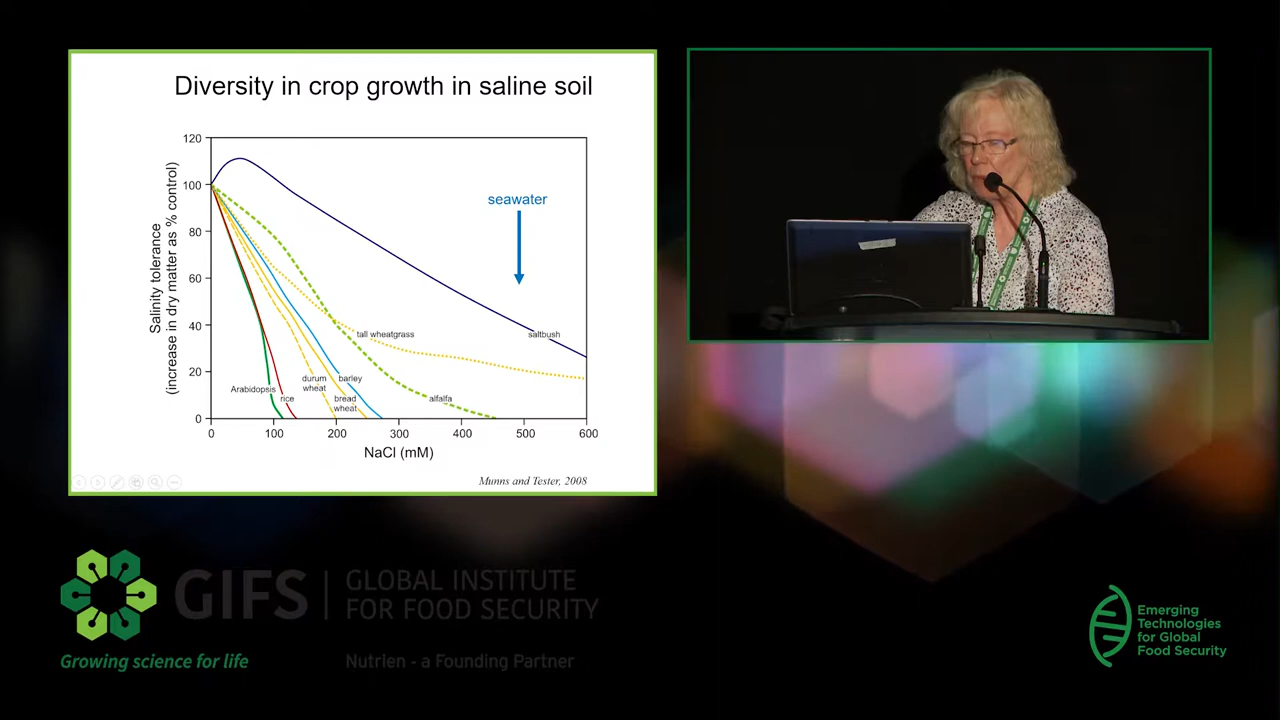 Diversity in crop growth in saline soil
Salinity tolerance
(increase in dry matter as % control)
120
100
80
60
40
20
0
seawater
tall wheatgrass
saltbush
Arabidopsis
rice
durum
wheat
barley
bread
wheat
alfalfa
0
100
200
300
400
500
600
NaCl (mM)
Munns and Tester, 2008
GIFS
GLOBAL INSTITUTE
FOR FOOD SECURITY
Growing science for life
Nutrien - a Founding Partner
Emerging
Technologies
for Global
Food Security